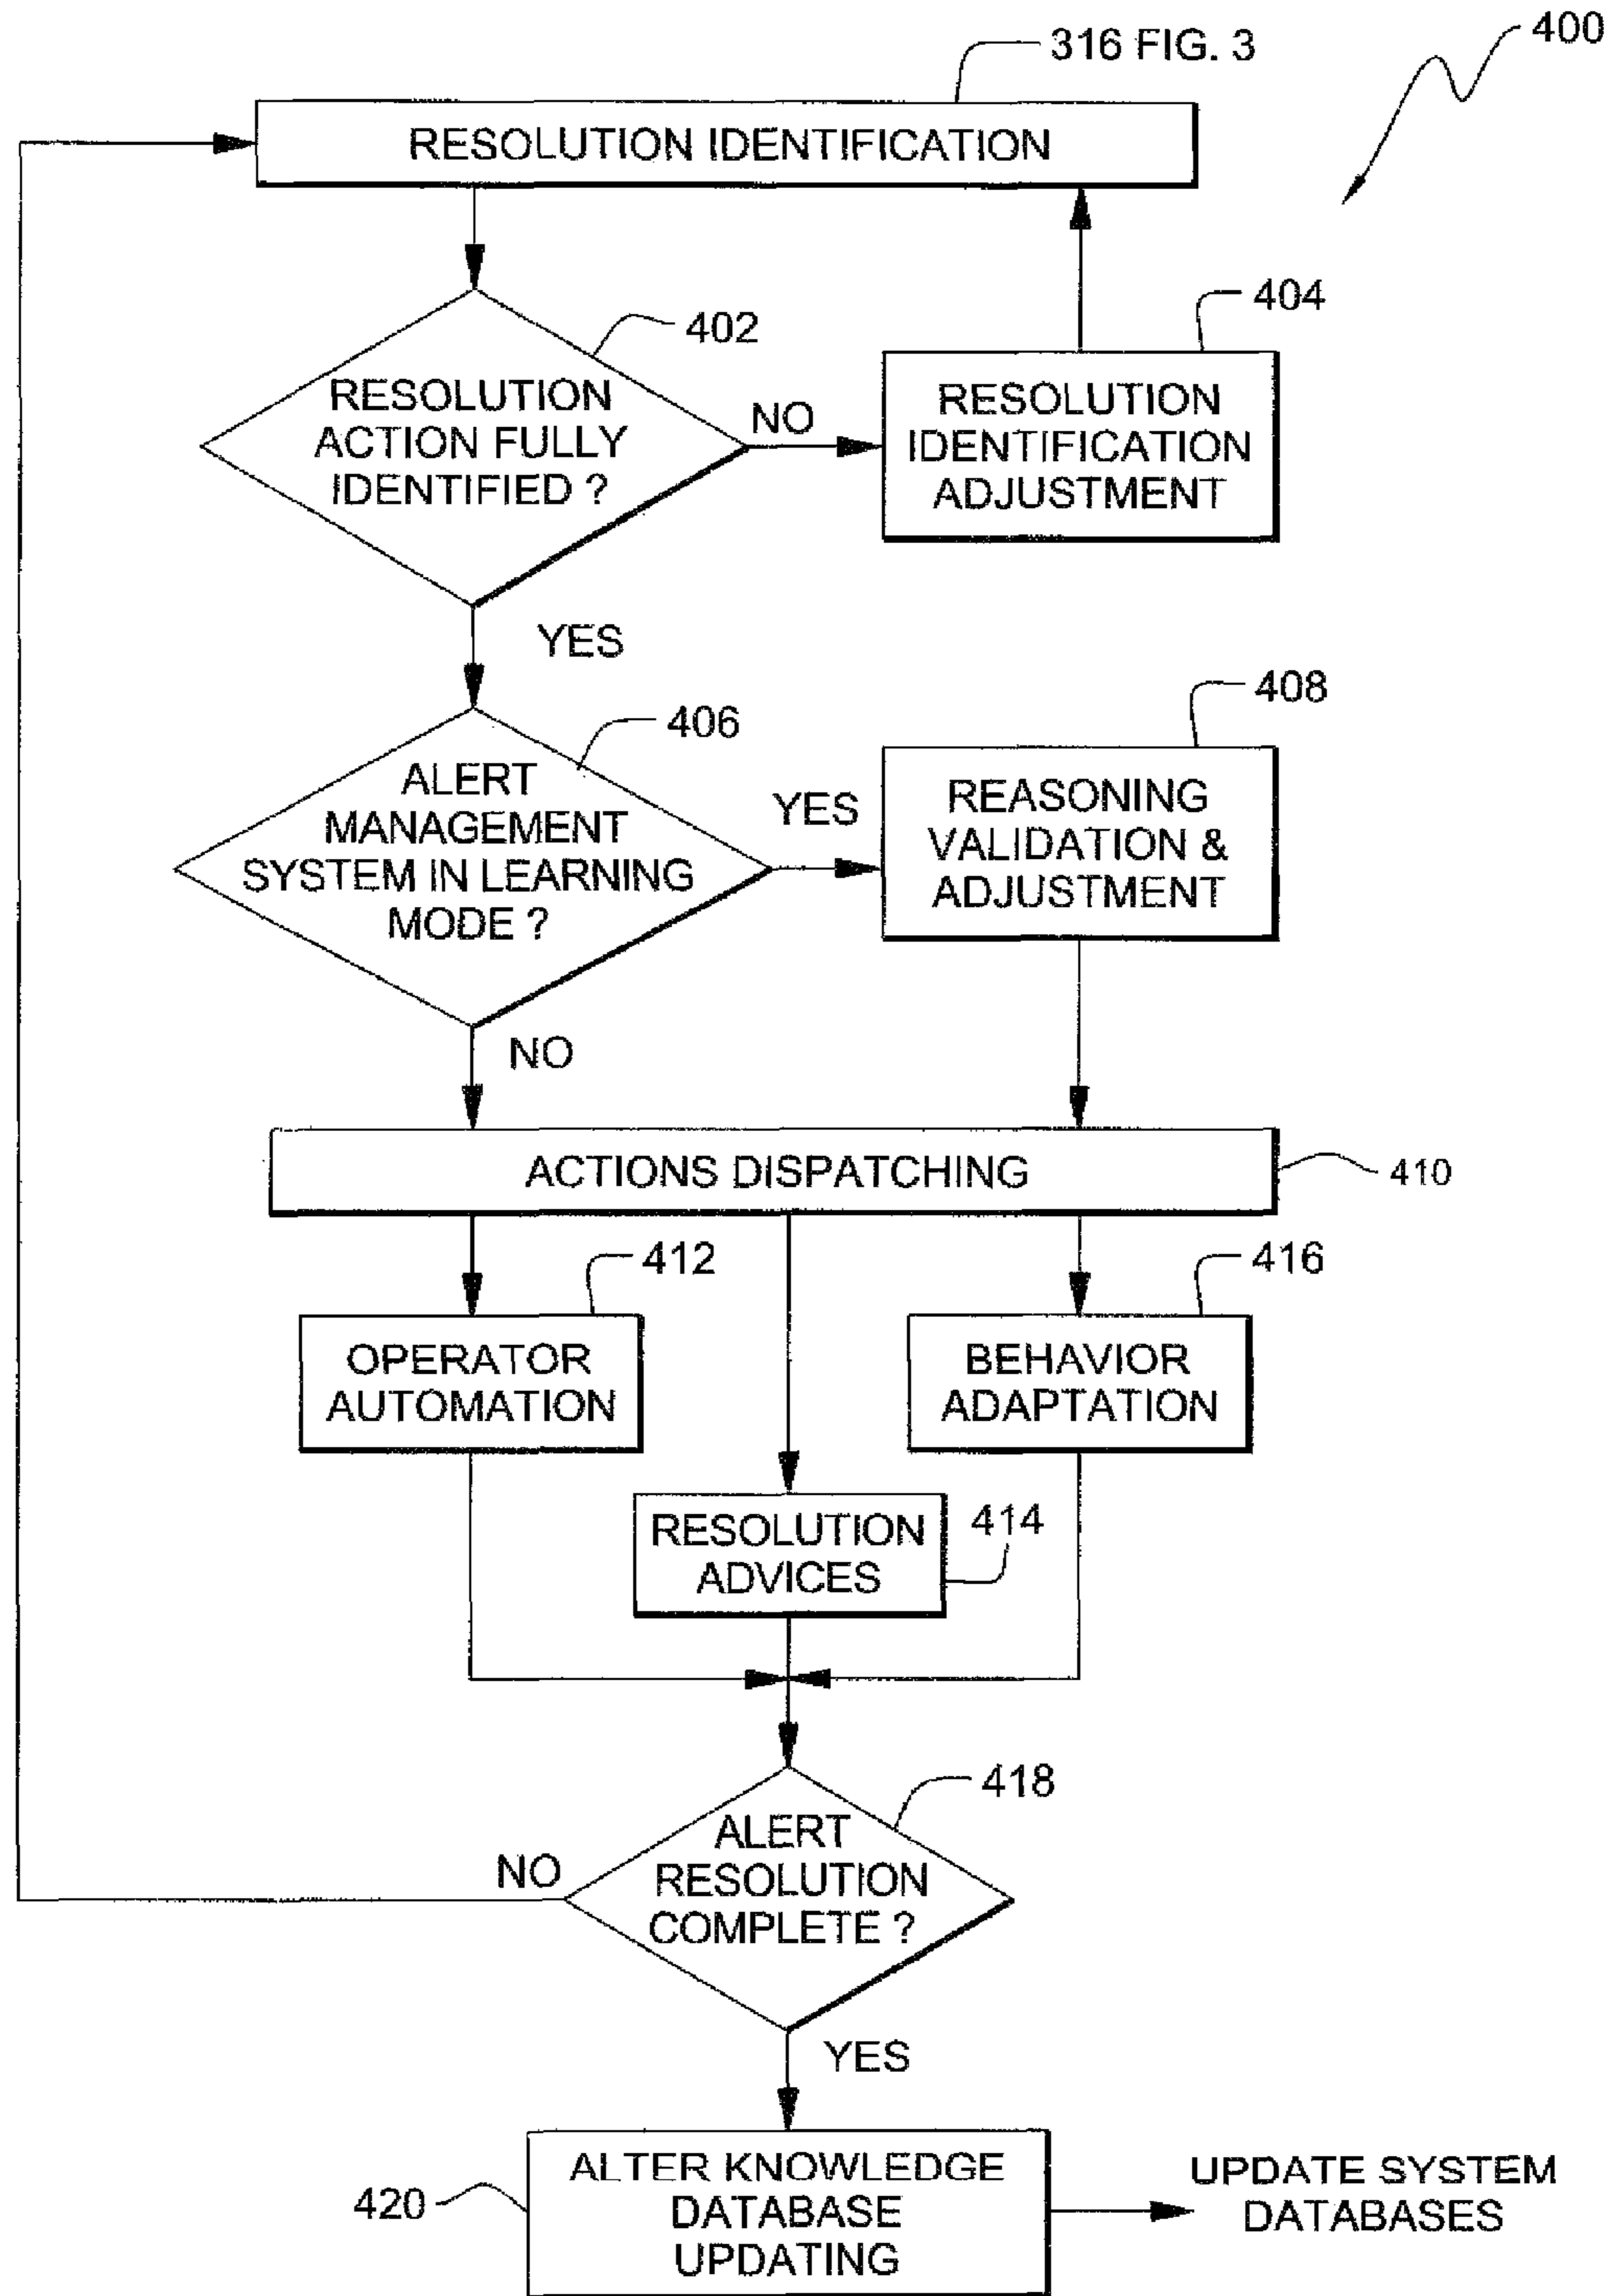 400
316 FIG. 3
RESOLUTION IDENTIFICATION
402
RESOLUTION
ACTION FULLY
IDENTIFIED ?
NO
404
RESOLUTION
IDENTIFICATION
ADJUSTMENT
YES
406
ALERT
MANAGEMENT
SYSTEM IN LEARNING
MODE ?
YES
408
REASONING
VALIDATION &
ADJUSTMENT
NO
ACTIONS DISPATCHING
410
412
OPERATOR
AUTOMATION
416
BEHAVIOR
ADAPTATION
RESOLUTION
ADVICES
414
418
ALERT
RESOLUTION
COMPLETE ?
NO
YES
420
ALTER KNOWLEDGE
DATABASE
UPDATING
UPDATE SYSTEM
DATABASES